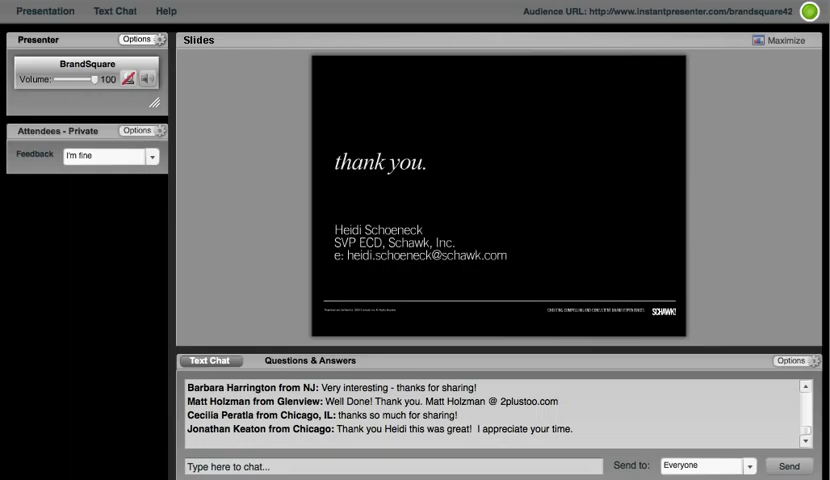 Presentation Text Chat Help Audience URL: http://www.instantpresenter.com/brandsquare42
Presenter Options
BrandSquare
Volume: 100
Attendees - Private Options
Feedback I'm fine
Slides Maximize
thank you.
Heidi Schoeneck
SVP ECD, Schawk, Inc.
e: heidi.schoeneck@schawk.com
SCHAWK!
Text Chat Questions & Answers Options
Barbara Harrington from NJ: Very interesting - thanks for sharing!
Matt Holzman from Glenview: Well Done! Thank you. Matt Holzman @ 2plustoo.com
Cecilia Peratla from Chicago, IL: thanks so much for sharing!
Jonathan Keaton from Chicago: Thank you Heidi this was great! I appreciate your time.
Type here to chat... Send to: Everyone Send